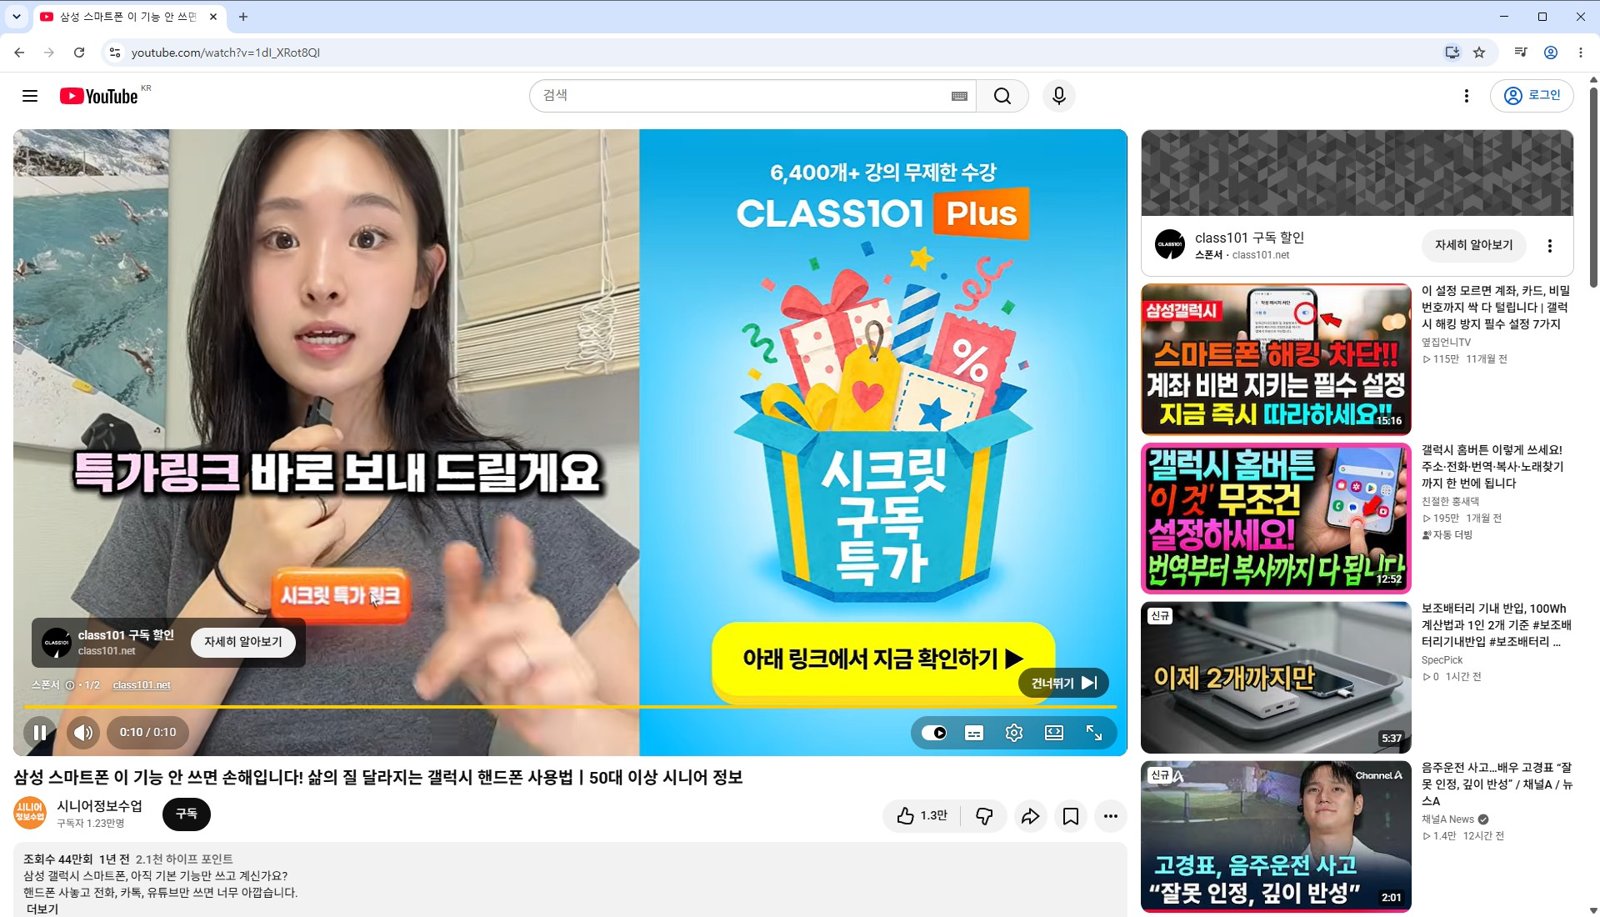 삼성 스마트폰 이 기능 안 쓰면
youtube.com/watch?v=1dI_XRot8QI
YouTube KR
검색
로그인
6,400개+ 강의 무제한 수강
CLASS101 Plus
%
시크릿
구독
특가
아래 링크에서 지금 확인하기 ▶
건너뛰기
특가링크 바로 보내 드릴게요
시크릿 특가 링크
CLASS101
class101 구독 할인
class101.net
자세히 알아보기
스폰서 · 1/2 class101.net
0:10 / 0:10
삼성 스마트폰 이 기능 안 쓰면 손해입니다! 삶의 질 달라지는 갤럭시 핸드폰 사용법ㅣ50대 이상 시니어 정보
시니어
정보수업
시니어정보수업
구독자 1.23만명
구독
1.3만
조회수 44만회 1년 전 2.1천 하이프 포인트
삼성 갤럭시 스마트폰, 아직 기본 기능만 쓰고 계신가요?
핸드폰 사놓고 전화, 카톡, 유튜브만 쓰면 너무 아깝습니다.
더보기
CLASS101
class101 구독 할인
스폰서 · class101.net
자세히 알아보기
삼성갤럭시
스마트폰 해킹 차단!!
계좌 비번 지키는 필수 설정
지금 즉시 따라하세요!!
15:16
이 설정 모르면 계좌, 카드, 비밀
번호까지 싹 다 털립니다 | 갤럭
시 해킹 방지 필수 설정 7가지
옆집언니TV
115만 11개월 전
갤럭시 홈버튼
'이 것' 무조건
설정하세요!
번역부터 복사까지 다 됩니다
12:52
갤럭시 홈버튼 이렇게 쓰세요!
주소·전화·번역·복사·노래찾기
까지 한 번에 됩니다
친절한 홍새댁
195만 1개월 전
자동 더빙
신규
이제 2개까지만
5:37
보조배터리 기내 반입, 100Wh
계산법과 1인 2개 기준 #보조배
터리기내반입 #보조배터리 ...
SpecPick
0 1시간 전
신규
Channel A
고경표, 음주운전 사고
“잘못 인정, 깊이 반성”
2:01
음주운전 사고…배우 고경표 “잘
못 인정, 깊이 반성” / 채널A / 뉴
스A
채널A News
1.4만 12시간 전